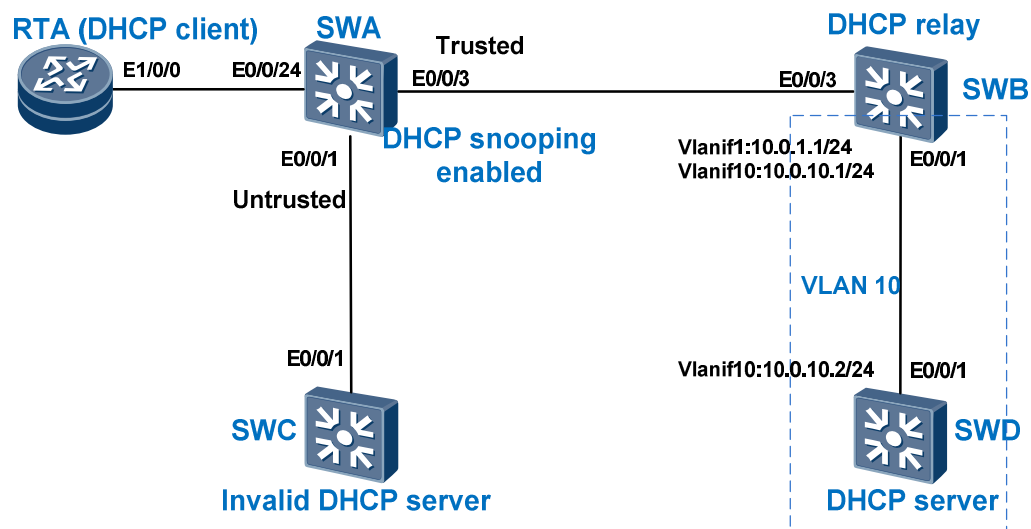 DHCP relay
RTA (DHCP client)
SWA
Trusted
E1/0/0
E0/0/24
E0/0/3
E0/0/3
SWB
DHCP snooping
enabled
E0/0/1
Vlanif1:10.0.1.1/24
E0/0/1
Vlanif10:10.0.10.1/24
Untrusted
VLAN 10
E0/0/1
Vlanif10:10.0.10.2/24
E0/0/1
SWC
SWD
Invalid DHCP server
DHCP server